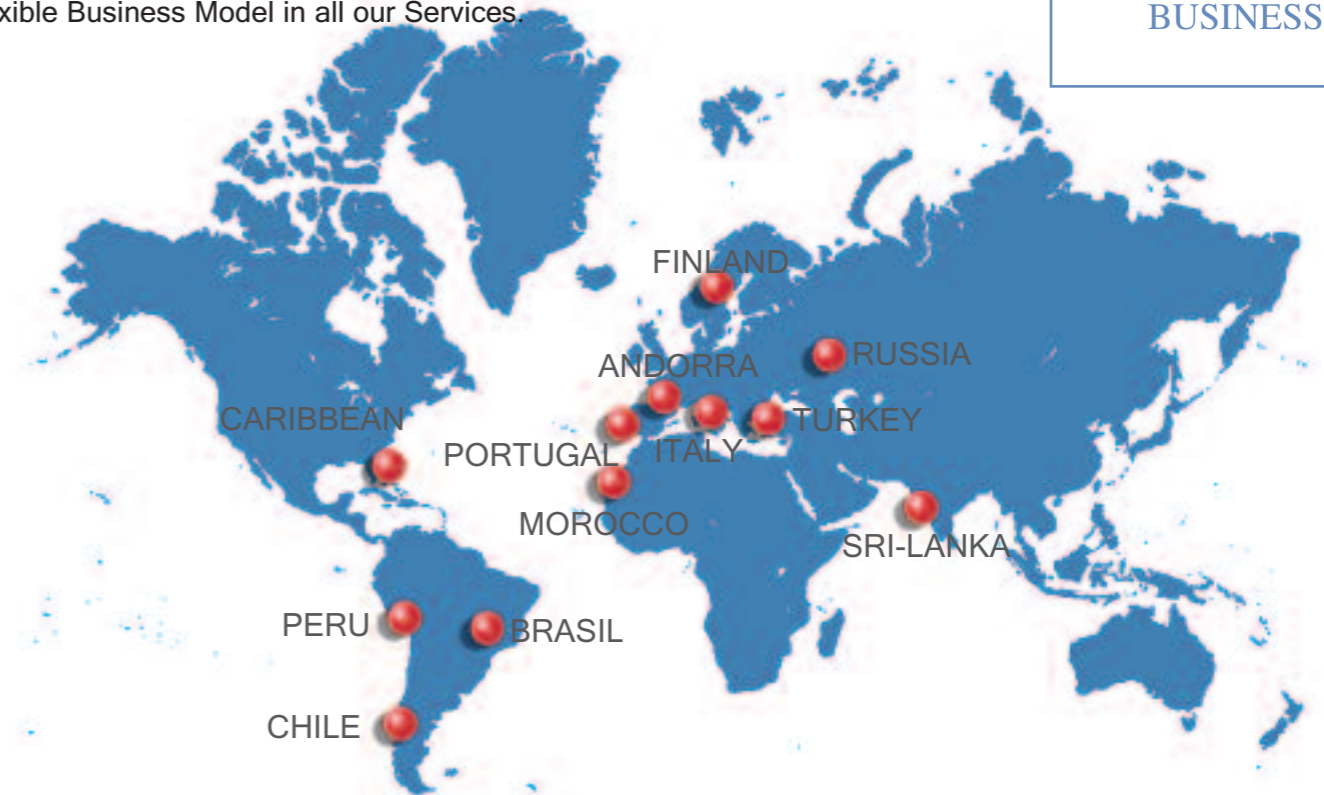 xible Business Model in all our Services.
BUSINESS
FINLAND
RUSSIA
ANDORRA
CARIBBEAN
TURKEY
PORTUGAL
ITALY
MOROCCO
SRI-LANKA
PERU
BRASIL
CHILE